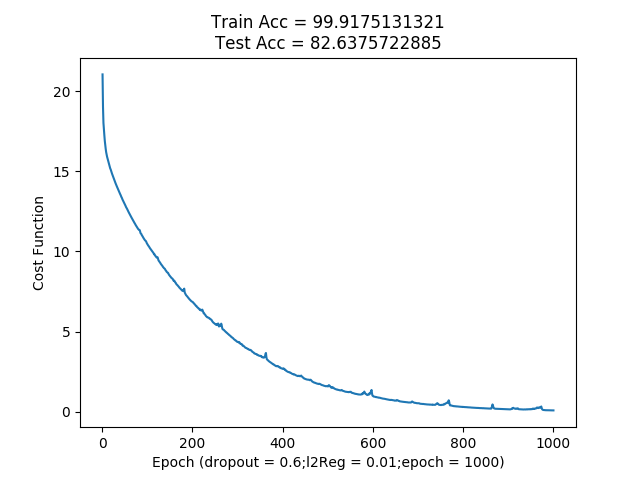 Train Acc = 99.9175131321
Test Acc = 82.6375722885
20
15
10
5
0
Cost Function
0 200 400 600 800 1000
Epoch (dropout = 0.6;l2Reg = 0.01;epoch = 1000)